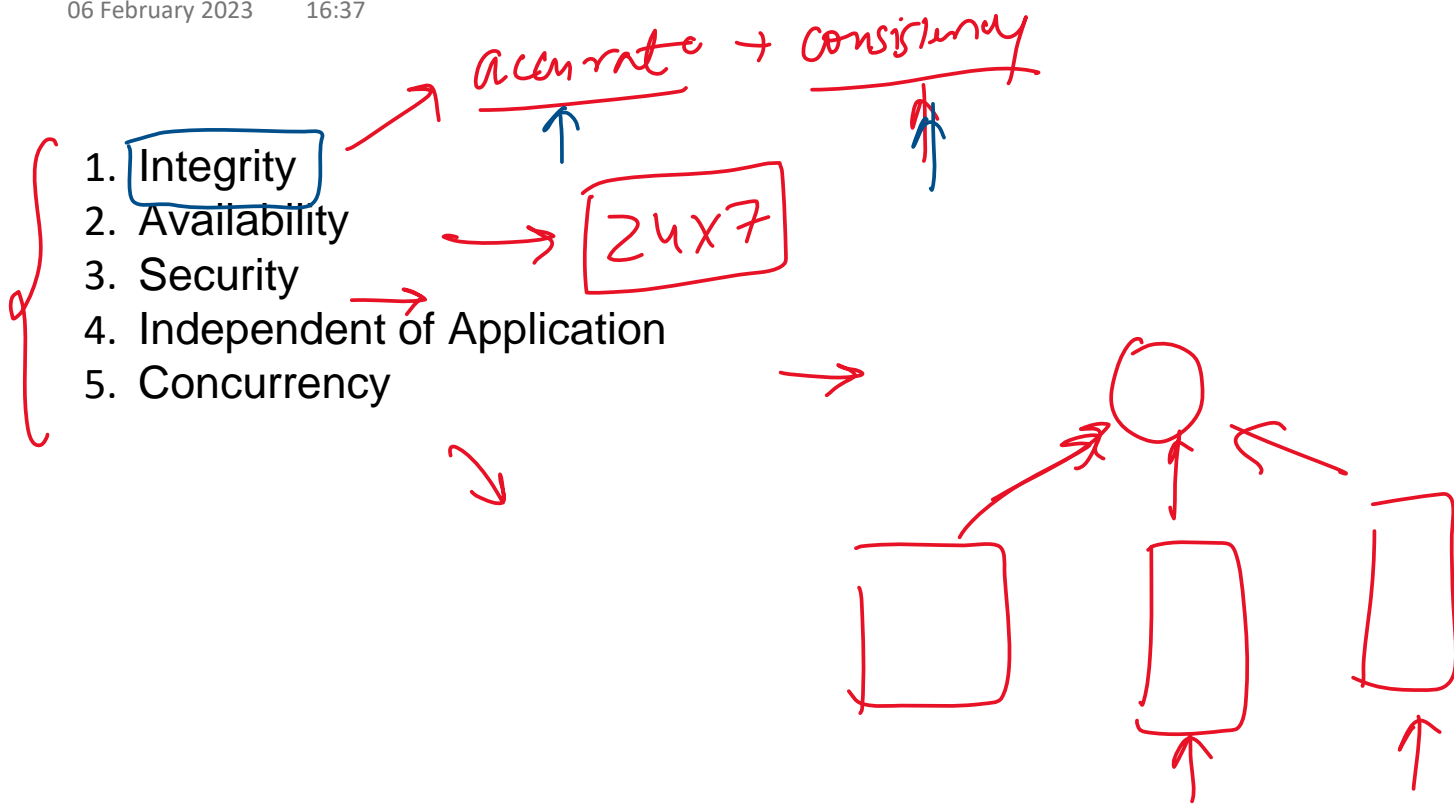 06 February 2023 16:37
accurate + consistency
1. Integrity
2. Availability
24x7
3. Security
4. Independent of Application
5. Concurrency